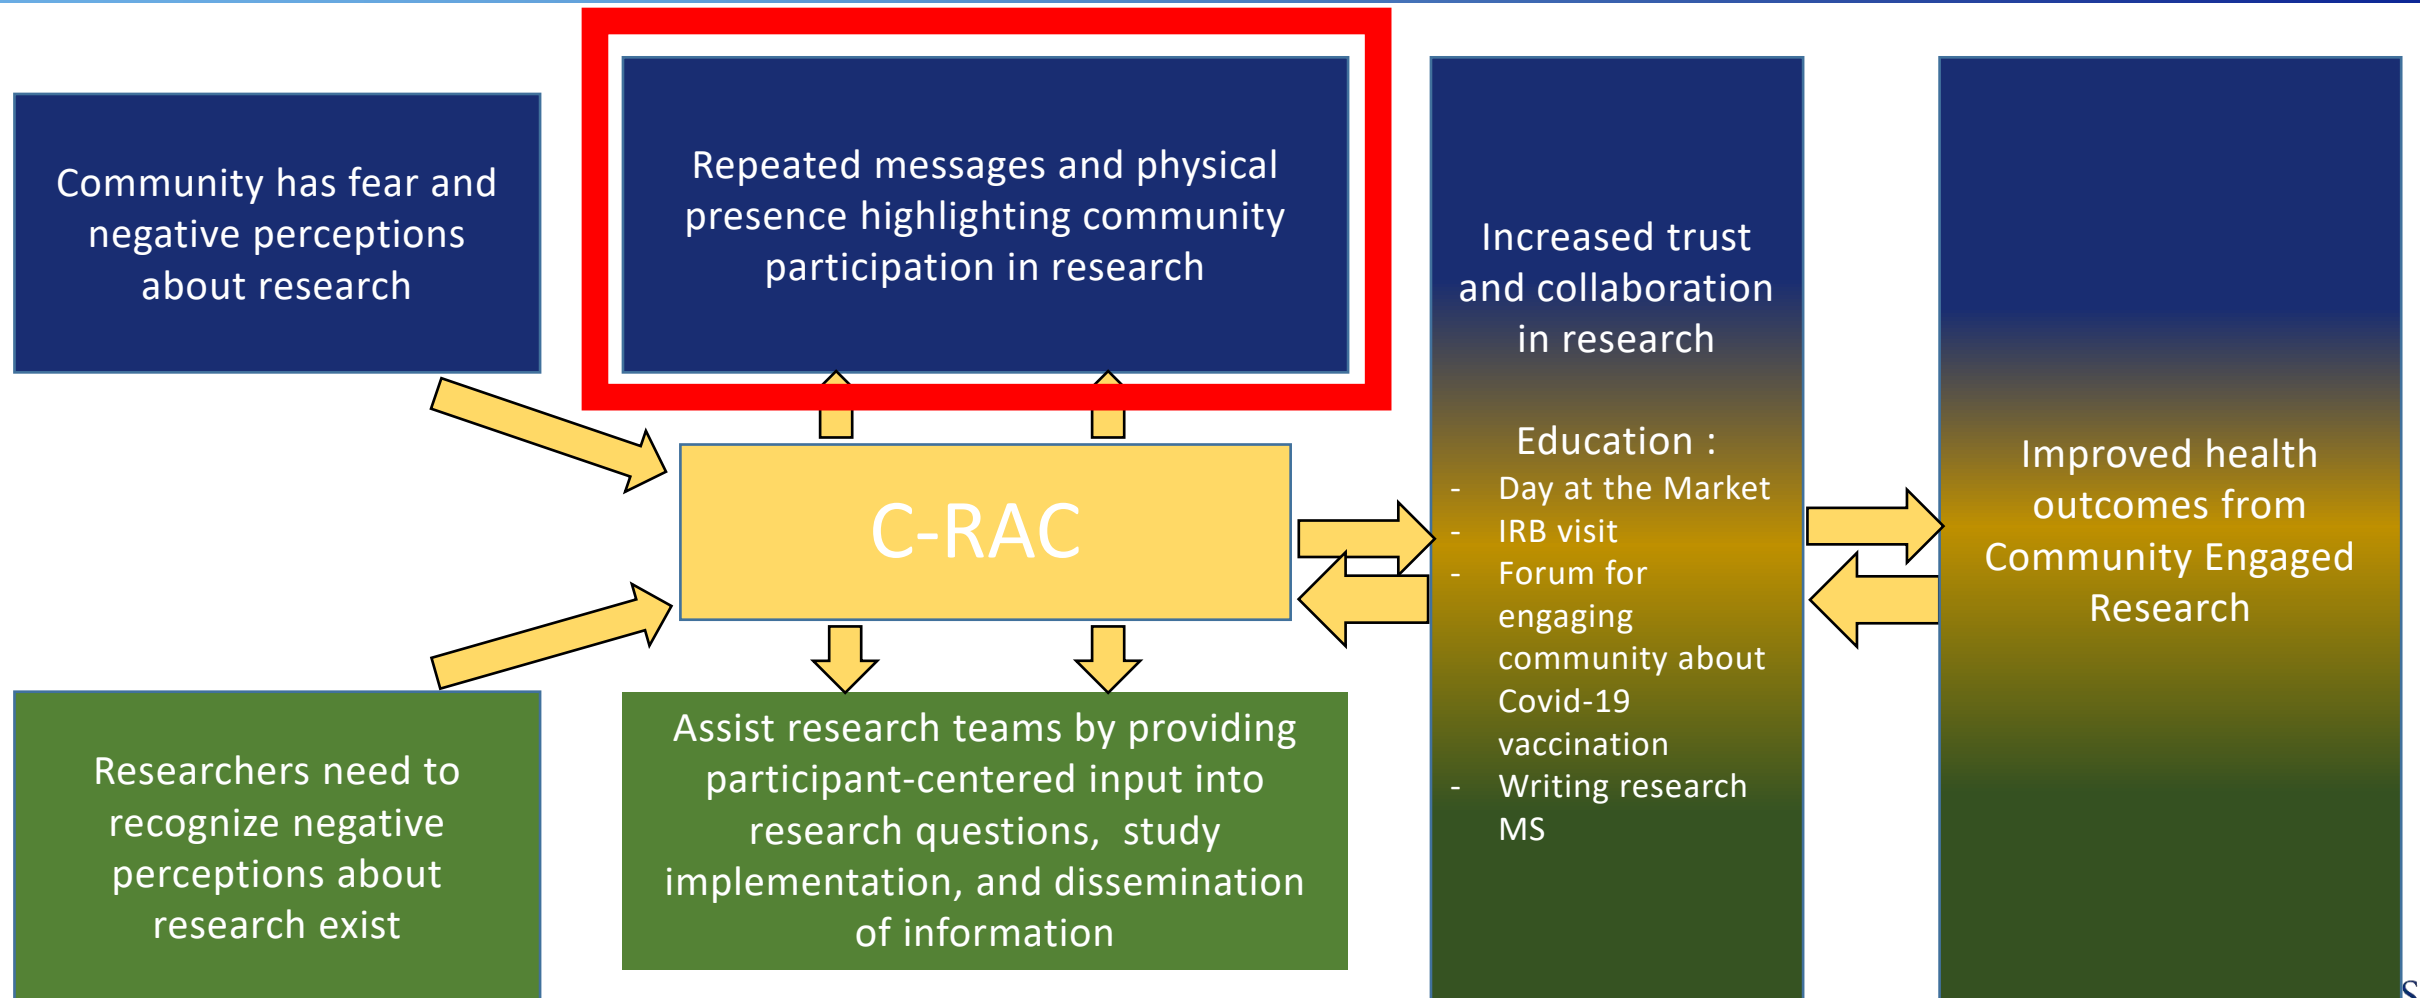 Community has fear and
negative perceptions
about research
Repeated messages and physical
presence highlighting community
participation in research
C-RAC
Researchers need to
recognize negative
perceptions about
research exist
Assist research teams by providing
participant-centered input into
research questions,  study
implementation, and dissemination
of information
Increased trust
and collaboration
in research
Education :
- Day at the Market
- IRB visit
- Forum for
engaging
community about
Covid-19
vaccination
- Writing research
MS
Improved health
outcomes from
Community Engaged
Research